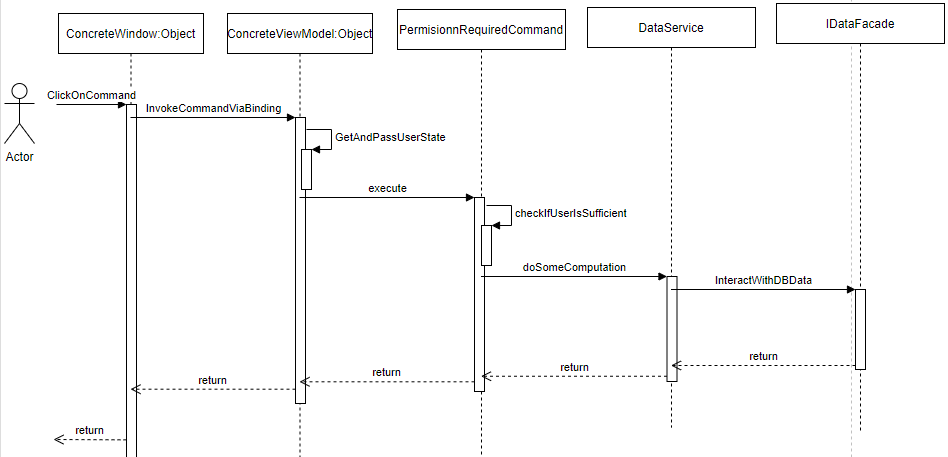 ConcreteWindow:Object
ConcreteViewModel:Object
PermisionnRequiredCommand
DataService
IDataFacade
ClickOnCommand
InvokeCommandViaBinding
GetAndPassUserState
Actor
execute
checkIfUserIsSufficient
doSomeComputation
InteractWithDBData
return
return
return
return
return